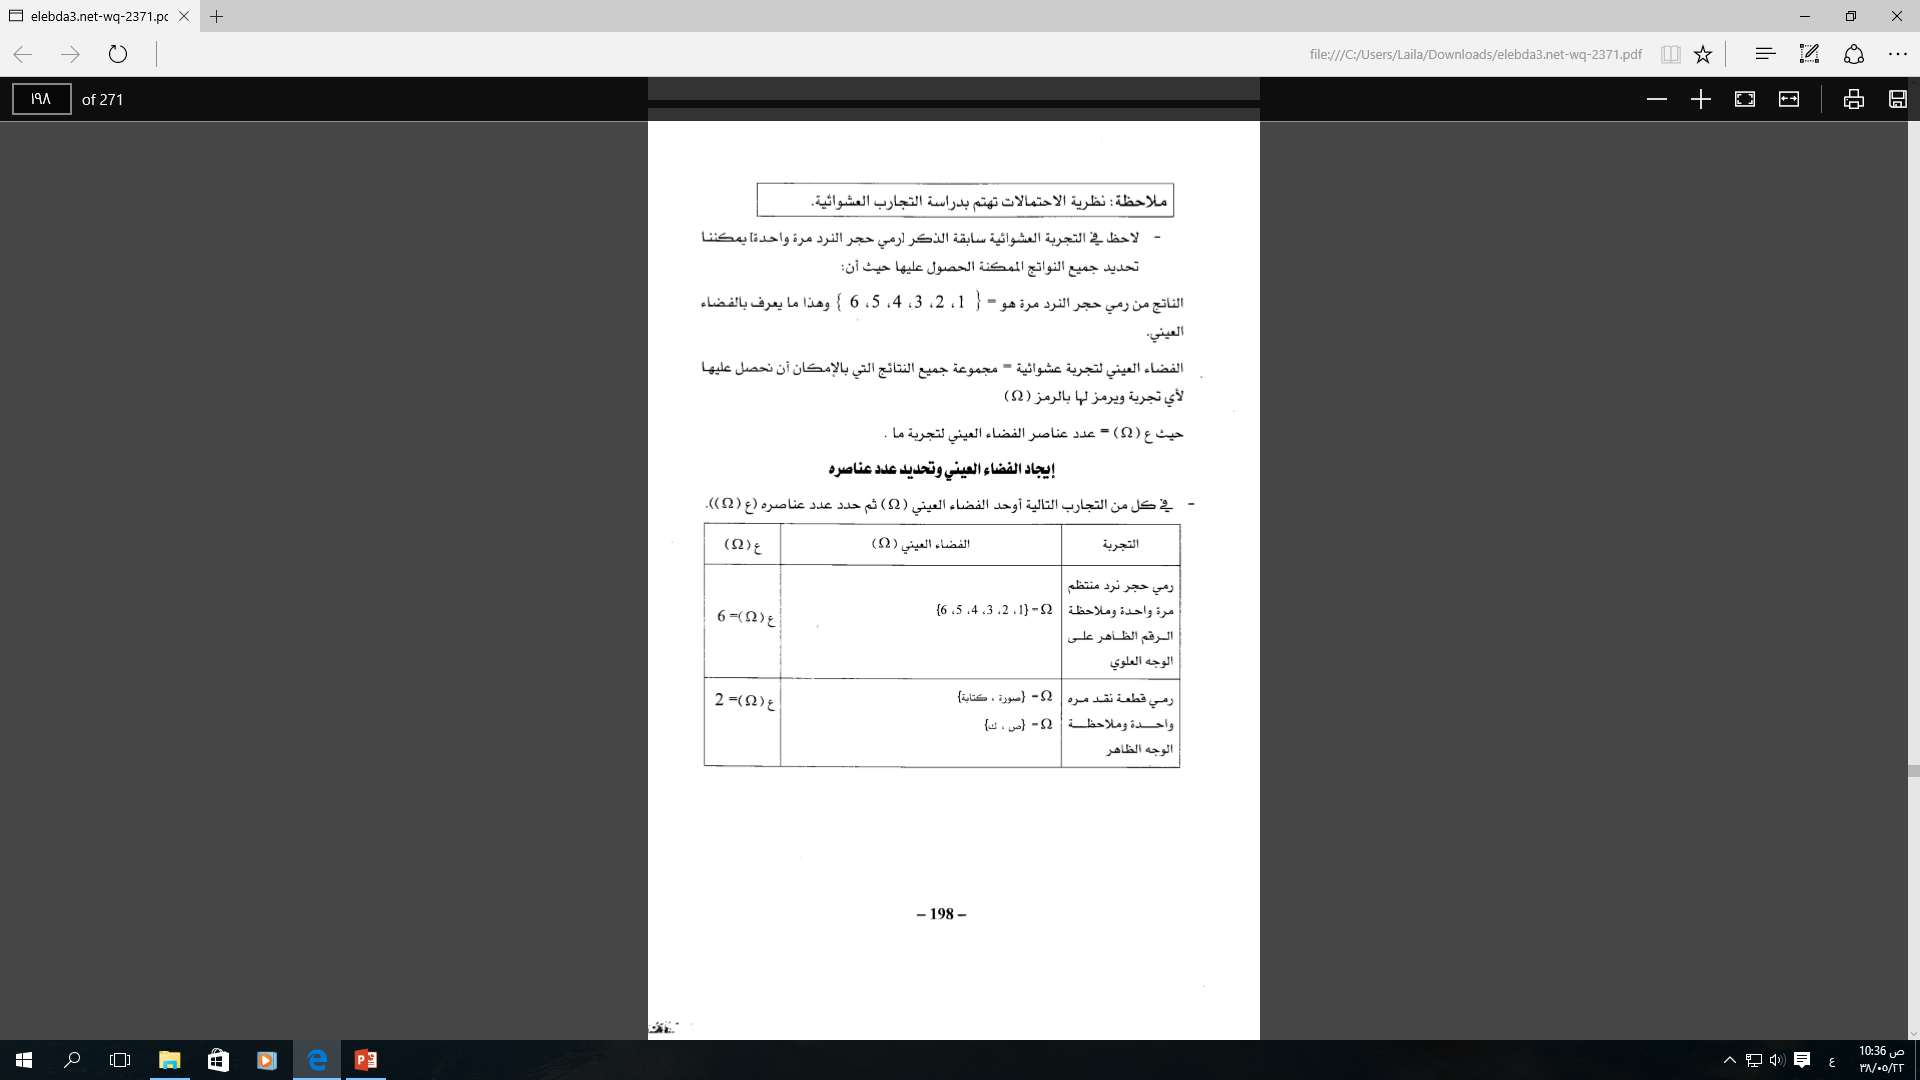 elebda3.net-wq-2371.pc
file:///C:/Users/Laila/Downloads/elebda3.net-wq-2371.pdf
١٩٨ of 271
ملاحظة: نظرية الاحتمالات تهتم بدراسة التجارب العشوائية.
- لاحظ في التجربة العشوائية سابقة الذكر [رمي حجر النرد مرة واحدة] يمكننا
تحديد جميع النواتج الممكنة الحصول عليها حيث أن:
الناتج من رمي حجر النرد مرة هو = { 1، 2، 3، 4، 5، 6 } وهذا ما يعرف بالفضاء
العيني.
الفضاء العيني لتجربة عشوائية = مجموعة جميع النتائج التي بالإمكان أن نحصل عليها
لأي تجربة ويرمز لها بالرمز (Ω)
حيث ع (Ω) = عدد عناصر الفضاء العيني لتجربة ما .
إيجاد الفضاء العيني وتحديد عدد عناصره
- في كل من التجارب التالية أوحد الفضاء العيني (Ω) ثم حدد عدد عناصره (ع (Ω)).
التجربة الفضاء العيني (Ω) ع (Ω)
رمي حجر نرد منتظم
مرة واحدة وملاحظة
الرقم الظاهر على
الوجه العلوي
Ω= {1، 2، 3، 4، 5، 6}
ع (Ω)= 6
رمي قطعة نقد مره
واحدة وملاحظة
الوجه الظاهر
Ω= {صورة ، كتابة}
Ω= {ص ، ك}
ع (Ω)= 2
– 198 –
ع
10:36 ص
٣٨/٠٥/٢٢